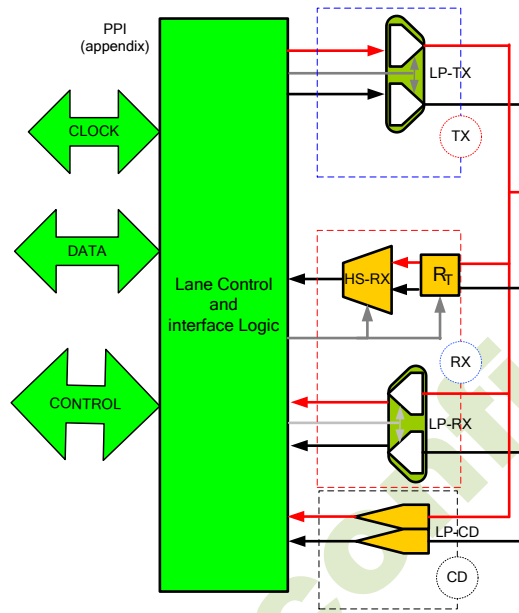 PPI
(appendix)
CLOCK
DATA
CONTROL
Lane Control
and
interface Logic
LP-TX
TX
HS-RX
RT
RX
LP-RX
LP-CD
CD
confi